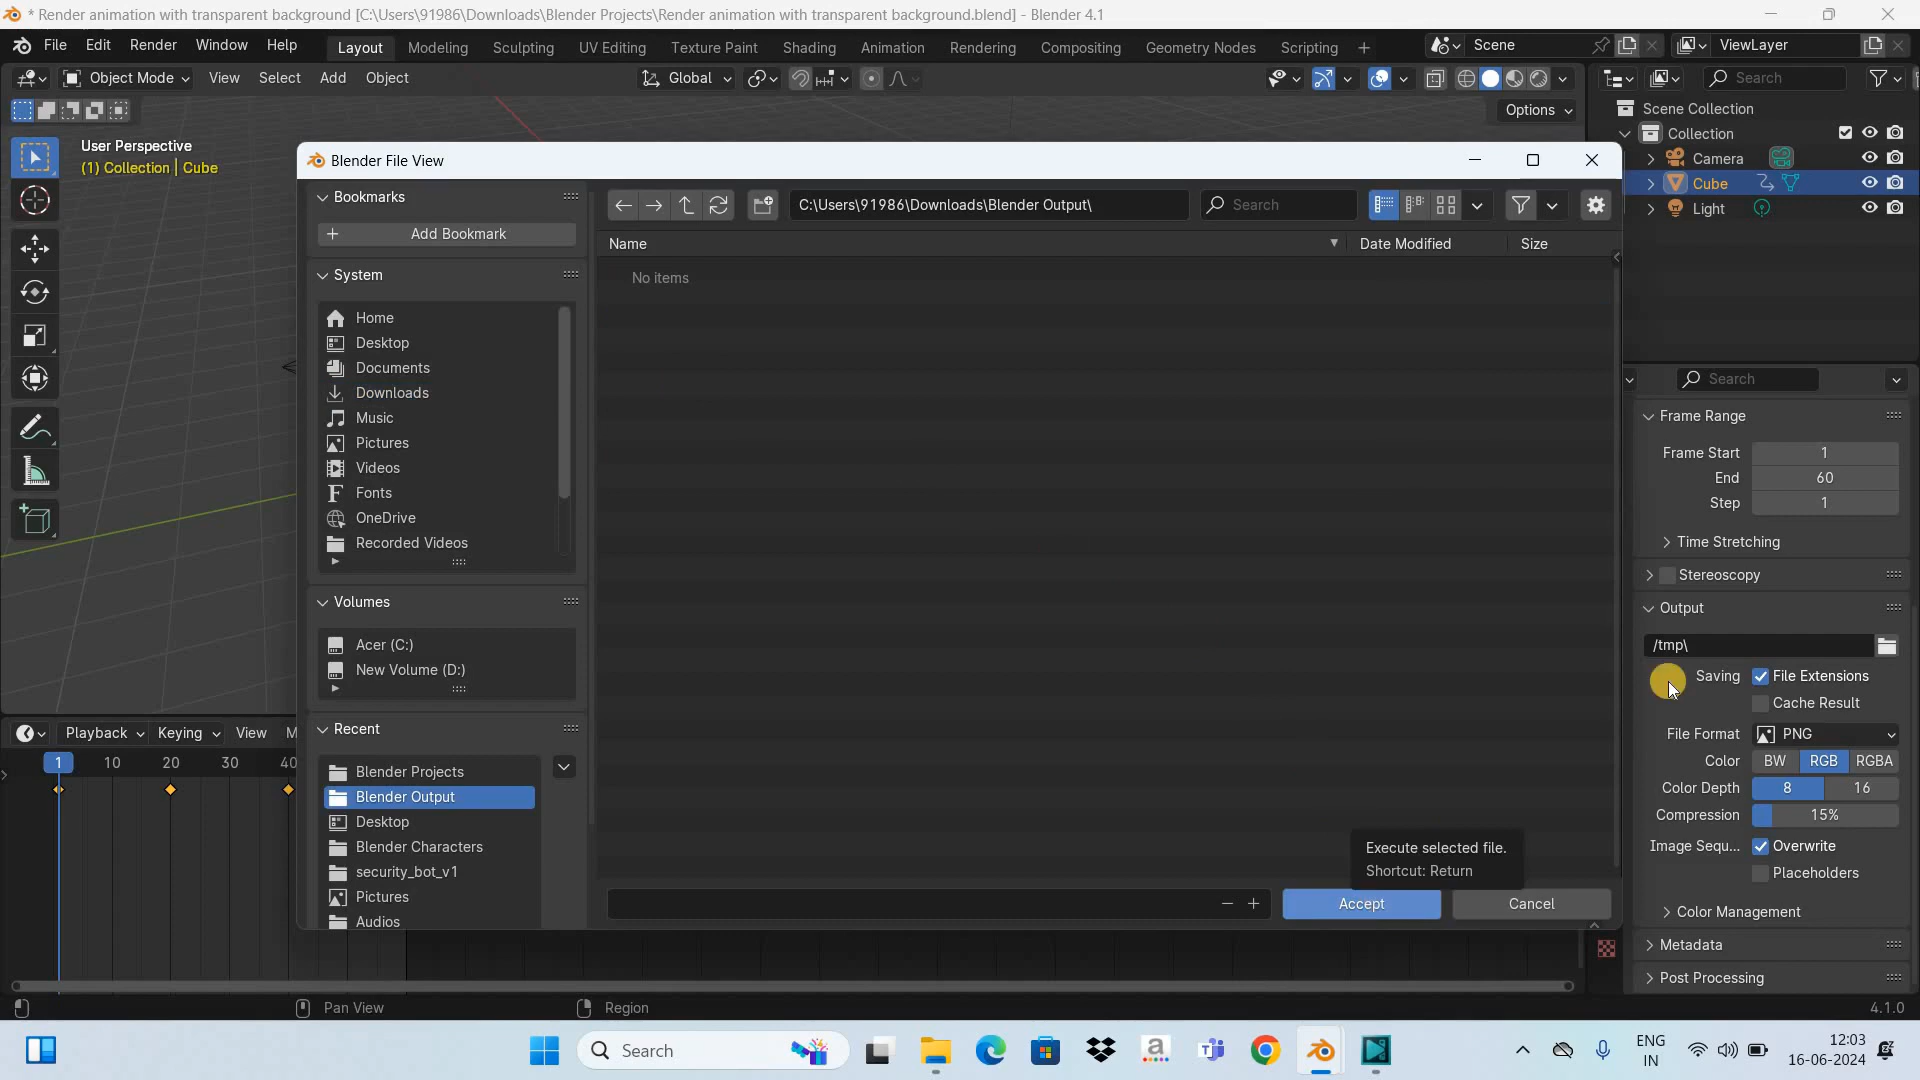 * Render animation with transparent background [C:\Users\91986\Downloads\Blender Projects\Render animation with transparent background.blend] - Blender 4.1
File Edit Render Window Help Layout Modeling Sculpting UV Editing Texture Paint Shading Animation Rendering Compositing Geometry Nodes Scripting + Scene ViewLayer
Object Mode View Select Add Object Global Search
Options
Scene Collection
Collection
Camera
Cube
Light
User Perspective
(1) Collection | Cube
Blender File View
Bookmarks
Add Bookmark
System
Home
Desktop
Documents
Downloads
Music
Pictures
Videos
Fonts
OneDrive
Recorded Videos
Volumes
Acer (C:)
New Volume (D:)
Recent
Blender Projects
Blender Output
Desktop
Blender Characters
security_bot_v1
Pictures
Audios
C:\Users\91986\Downloads\Blender Output\ Search
Name Date Modified Size
No items
Execute selected file.
Shortcut: Return
Accept Cancel
Search
Frame Range
Frame Start 1
End 60
Step 1
Time Stretching
Stereoscopy
Output
/tmp\
Saving File Extensions
Cache Result
File Format PNG
Color BW RGB RGBA
Color Depth 8 16
Compression 15%
Image Sequ... Overwrite
Placeholders
Color Management
Metadata
Post Processing
Playback Keying View M
1 10 20 30 40
Pan View Region 4.1.0
Search ENG IN 12:03 16-06-2024